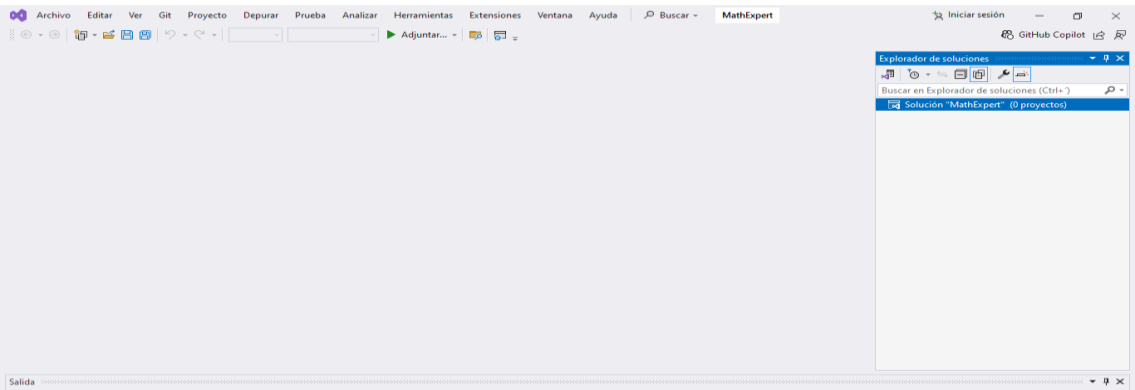 Archivo Editar Ver Git Proyecto Depurar Prueba Analizar Herramientas Extensiones Ventana Ayuda Buscar MathExpert Iniciar sesión
Adjuntar... GitHub Copilot
Explorador de soluciones
Buscar en Explorador de soluciones (Ctrl+´)
Solución "MathExpert" (0 proyectos)
Salida